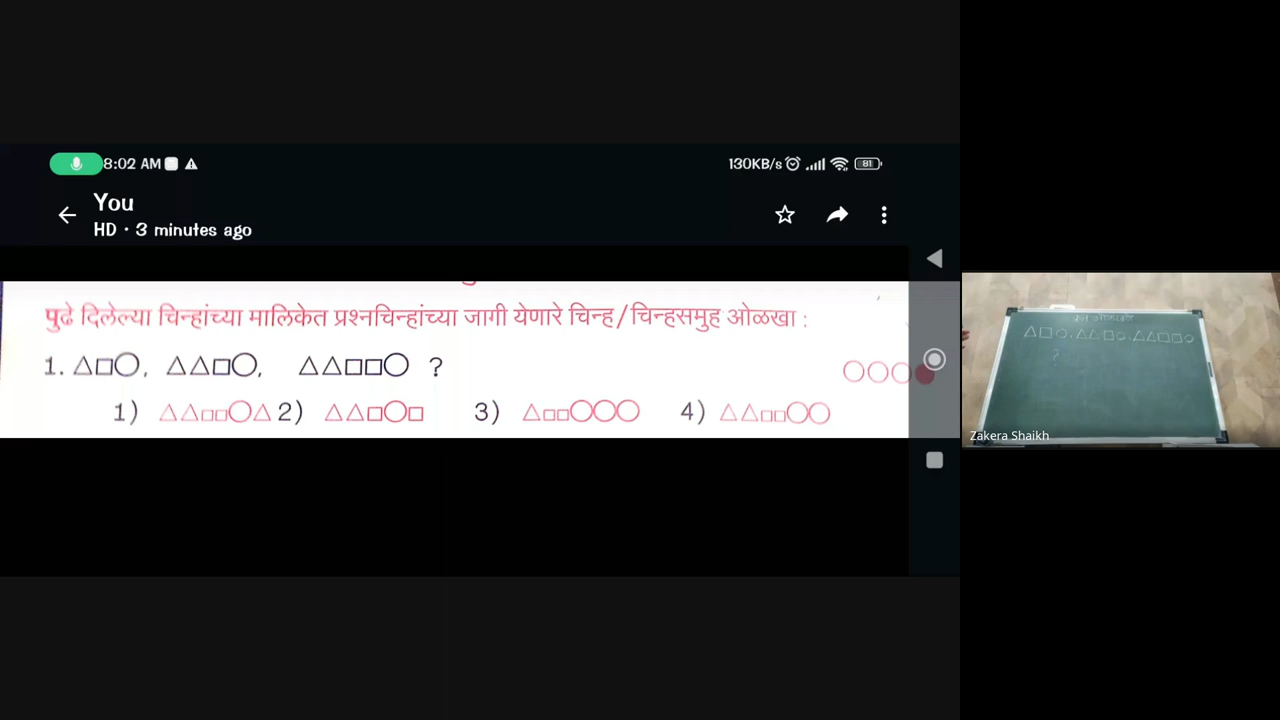 8:02 AM 130KB/s 81
You
HD · 3 minutes ago
पुढे दिलेल्या चिन्हांच्या मालिकेत प्रश्नचिन्हांच्या जागी येणारे चिन्ह/चिन्हसमुह ओळखा :
1. △□○, △△□○, △△□□○ ?
○○○●
1) △△□□○△ 2) △△□○□ 3) △□□○○○ 4) △△□□○○
△□○, △△□○, △△□□○
?
Zakera Shaikh